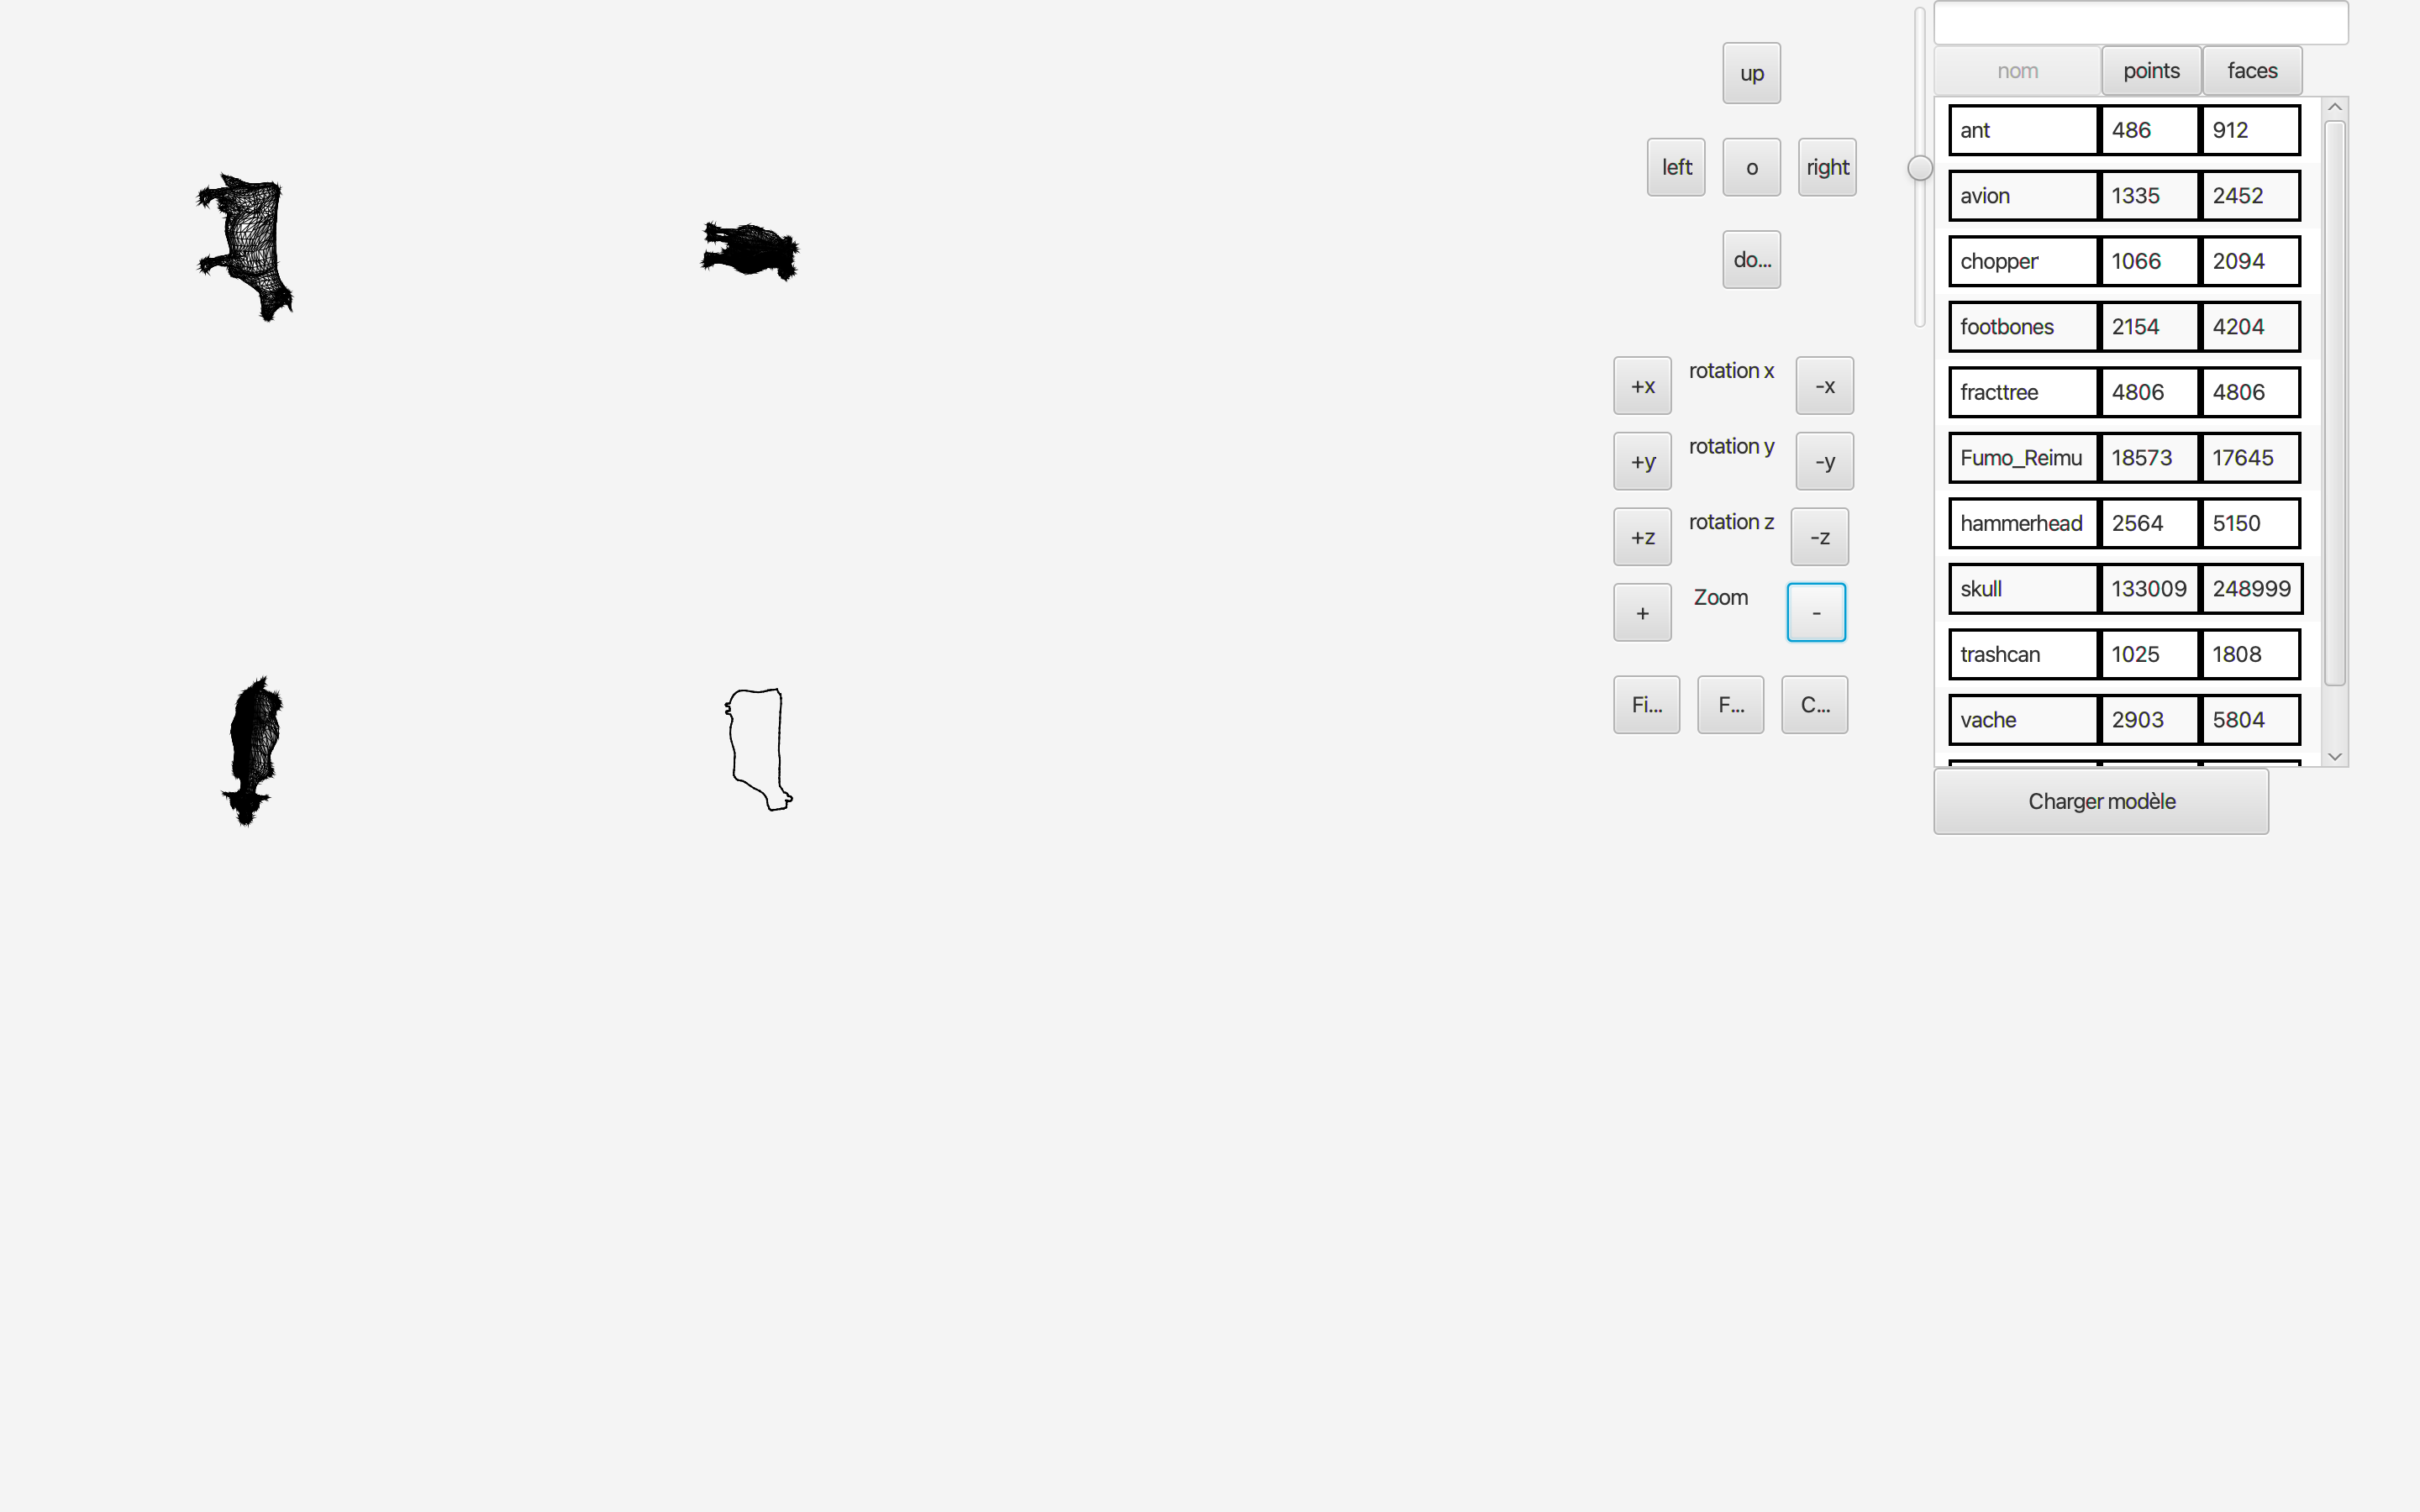 up
left o right
do...
+x rotation x -x
+y rotation y -y
+z rotation z -z
+ Zoom -
Fi... F... C...
nom points faces
ant 486 912
avion 1335 2452
chopper 1066 2094
footbones 2154 4204
fracttree 4806 4806
Fumo_Reimu 18573 17645
hammerhead 2564 5150
skull 133009 248999
trashcan 1025 1808
vache 2903 5804
Charger modèle